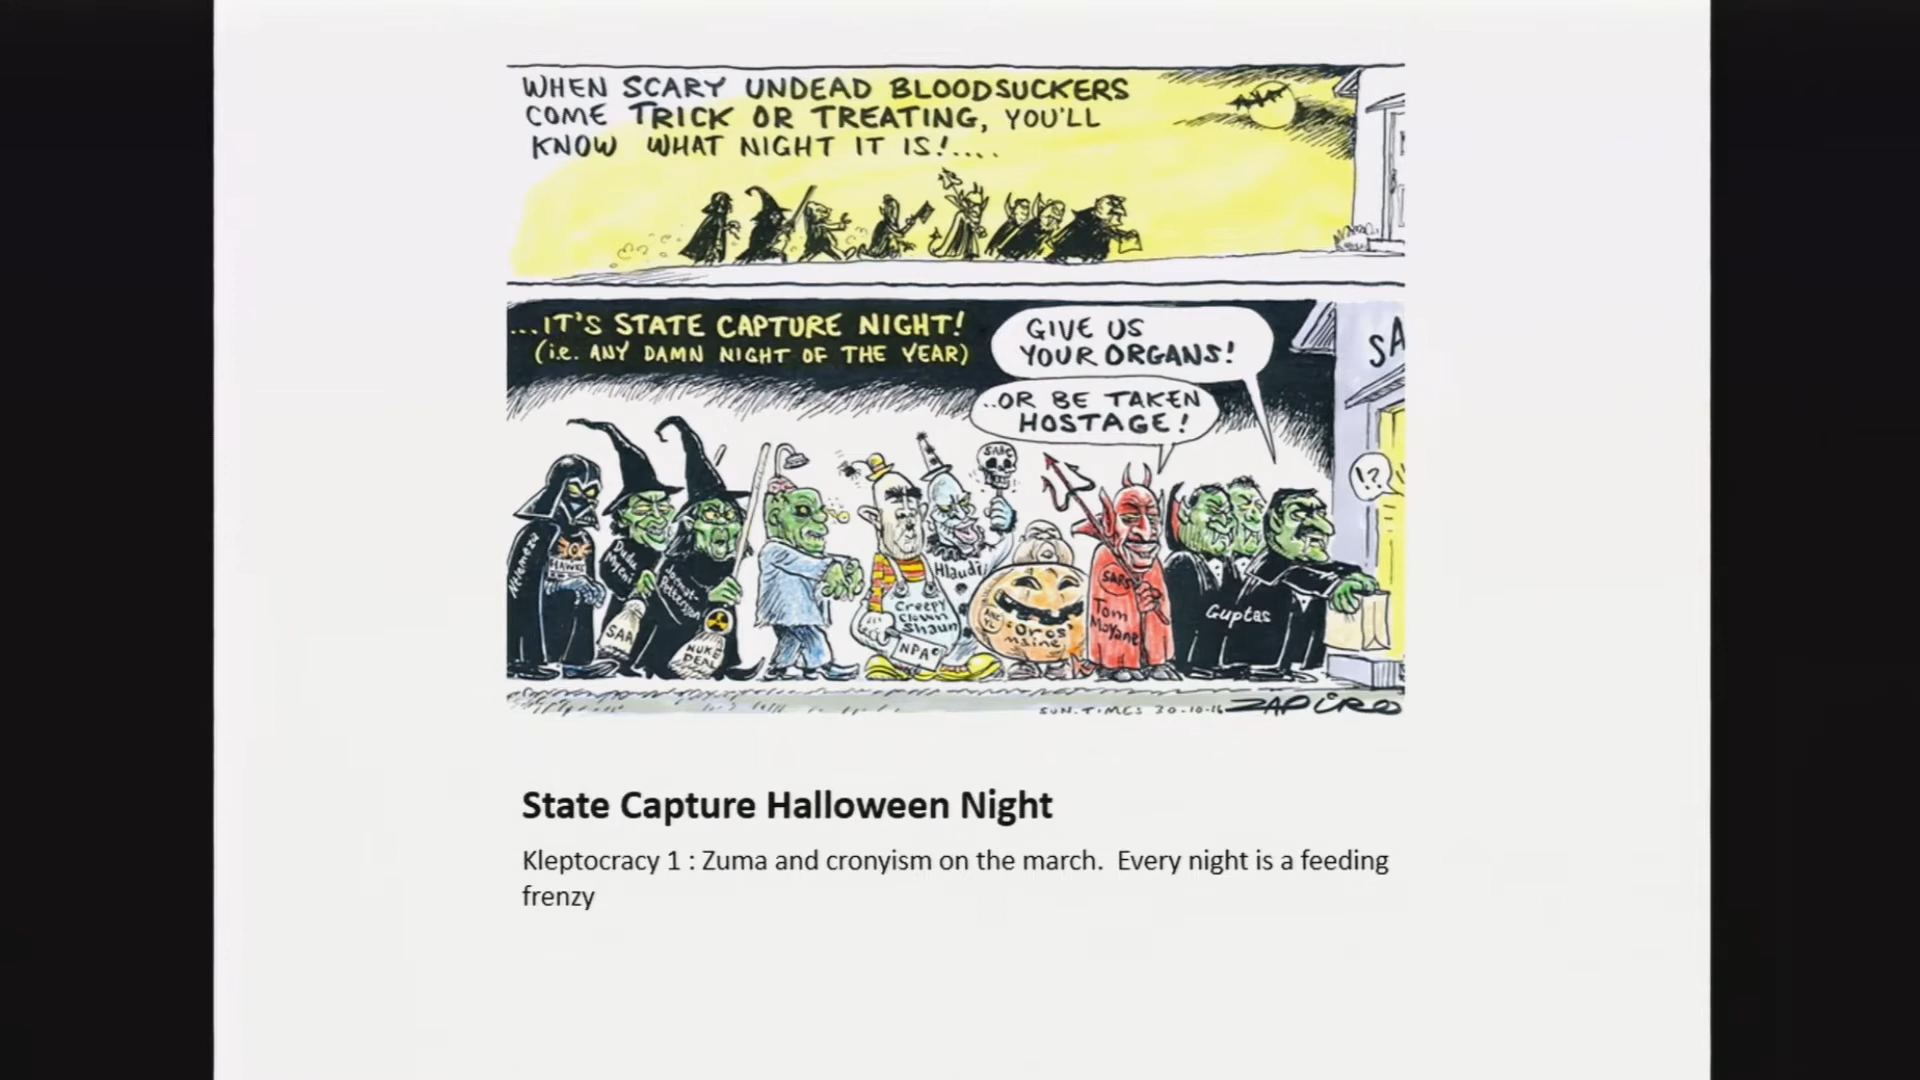 WHEN SCARY UNDEAD BLOODSUCKERS
COME TRICK OR TREATING, YOU'LL
KNOW WHAT NIGHT IT IS!....
...IT'S STATE CAPTURE NIGHT!
(i.e. ANY DAMN NIGHT OF THE YEAR)
GIVE US
YOUR ORGANS!
..OR BE TAKEN
HOSTAGE!
SA
!?
SABC
Ntlemeza
HAWKS
Dudu
Myeni
SAA
Joemat-
Pettersson
NUKE
DEAL
Creepy
Clown
Shaun
NPA
Hlaudi
ANC
YL
'Oros'
Maine
SARS
Tom
Moyane
Guptas
SUN.TIMES 30-10-16 ZAPIRO
State Capture Halloween Night
Kleptocracy 1 : Zuma and cronyism on the march. Every night is a feeding
frenzy